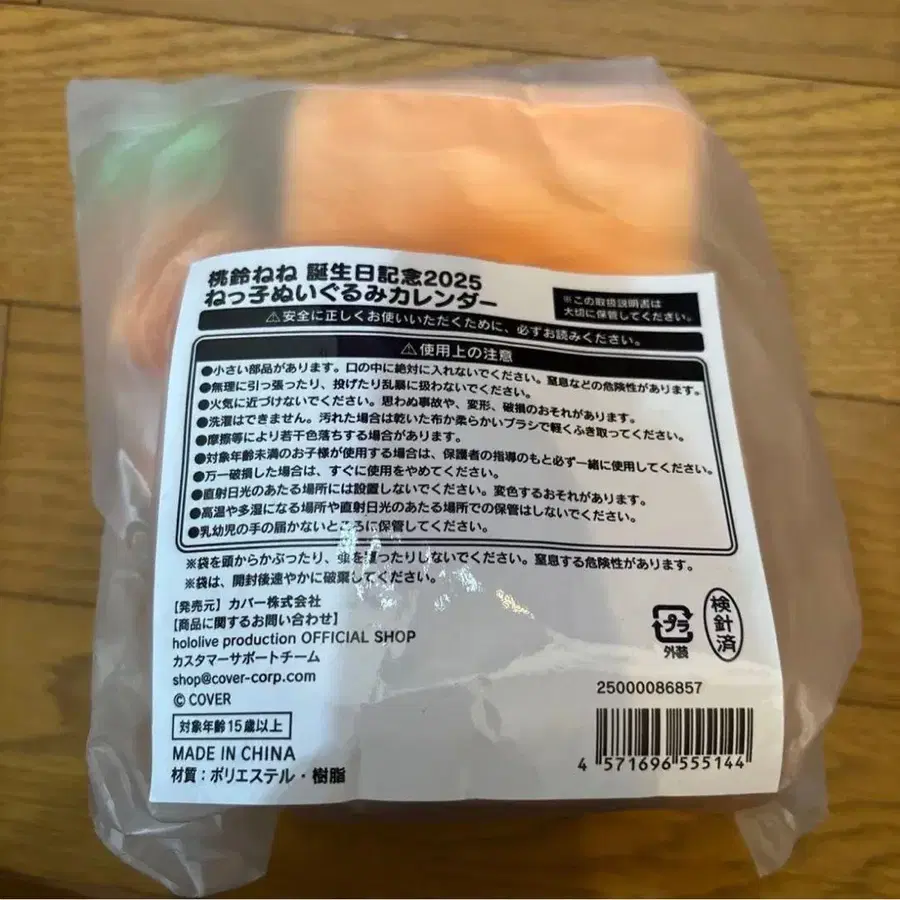 桃鈴ねね 誕生日記念2025
ねっ子ぬいぐるみカレンダー
※この取扱説明書は
大切に保管してください。
⚠安全に正しくお使いいただくために、必ずお読みください。
⚠使用上の注意
●小さい部品があります。口の中に絶対に入れないでください。窒息などの危険性があります。
●無理に引っ張ったり、投げたり乱暴に扱わないでください。
●火気に近づけないでください。思わぬ事故や、変形、破損のおそれがあります。
●洗濯はできません。汚れた場合は乾いた布か柔らかいブラシで軽くふき取ってください。
●摩擦等により若干色落ちする場合があります。
●対象年齢未満のお子様が使用する場合は、保護者の指導のもと必ず一緒に使用してください。
●万一破損した場合は、すぐに使用をやめてください。
●直射日光のあたる場所には設置しないでください。変色するおそれがあります。
●高温や多湿になる場所や直射日光のあたる場所での保管はしないでください。
●乳幼児の手の届かないところに保管してください。
※袋を頭からかぶったり、ったりしないでください。窒息する危険性があります。
※袋は、開封後速やかに破棄してください。
【発売元】カバー株式会社
【商品に関するお問い合わせ】
hololive production OFFICIAL SHOP
カスタマーサポートチーム
shop@cover-corp.com
© COVER
対象年齢15歳以上
MADE IN CHINA
材質：ポリエステル・樹脂
プラ
外装
検針済
25000086857
4 571696 555144